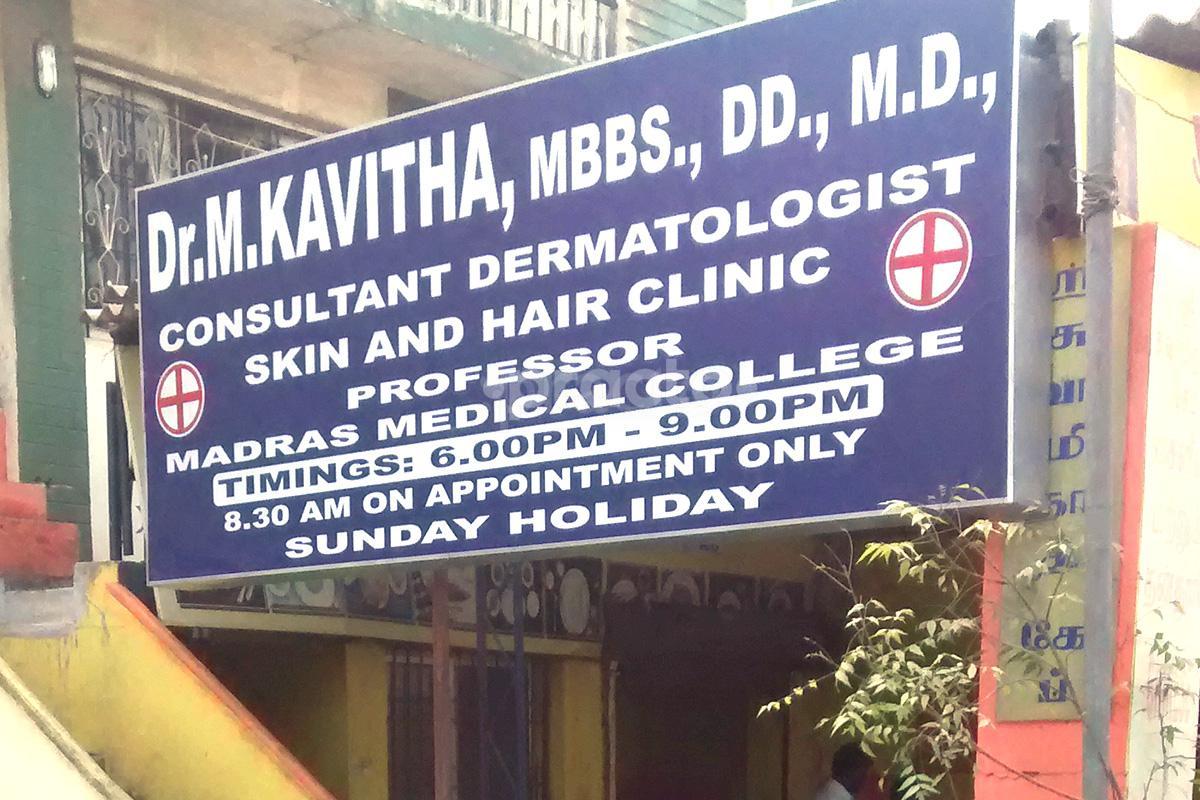 Dr.M.KAVITHA, MBBS., DD., M.D.,
CONSULTANT DERMATOLOGIST
SKIN AND HAIR CLINIC
PROFESSOR
MADRAS MEDICAL COLLEGE
TIMINGS: 6.00PM - 9.00PM
8.30 AM ON APPOINTMENT ONLY
SUNDAY HOLIDAY
practo